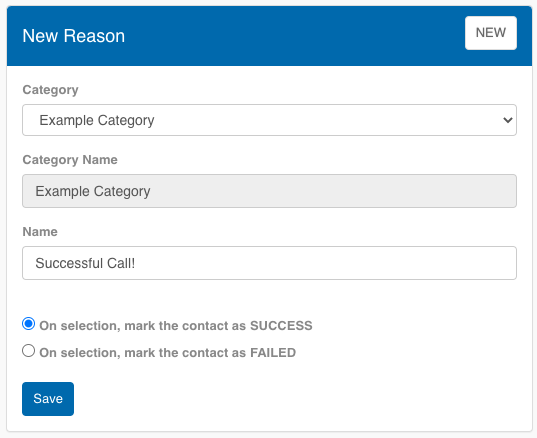 New Reason
NEW
Category
Example Category
Category Name
Example Category
Name
Successful Call!
On selection, mark the contact as SUCCESS
On selection, mark the contact as FAILED
Save